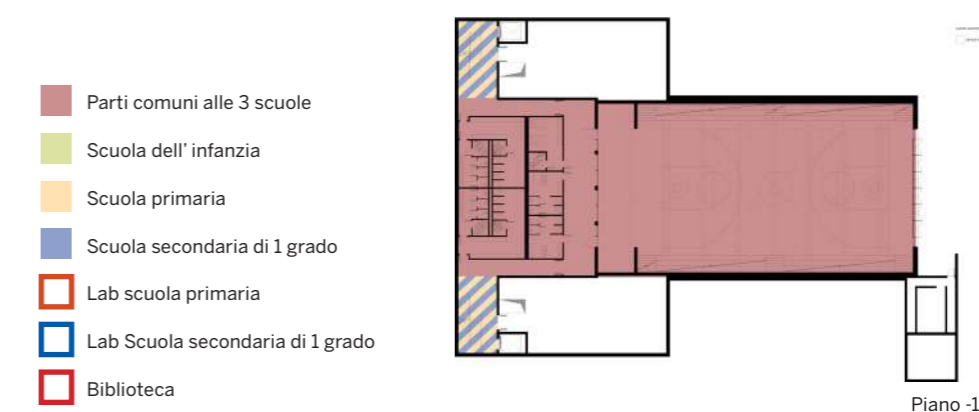 Parti comuni alle 3 scuole
Scuola dell' infanzia
Scuola primaria
Scuola secondaria di 1 grado
Lab scuola primaria
Lab Scuola secondaria di 1 grado
Biblioteca
Piano -1